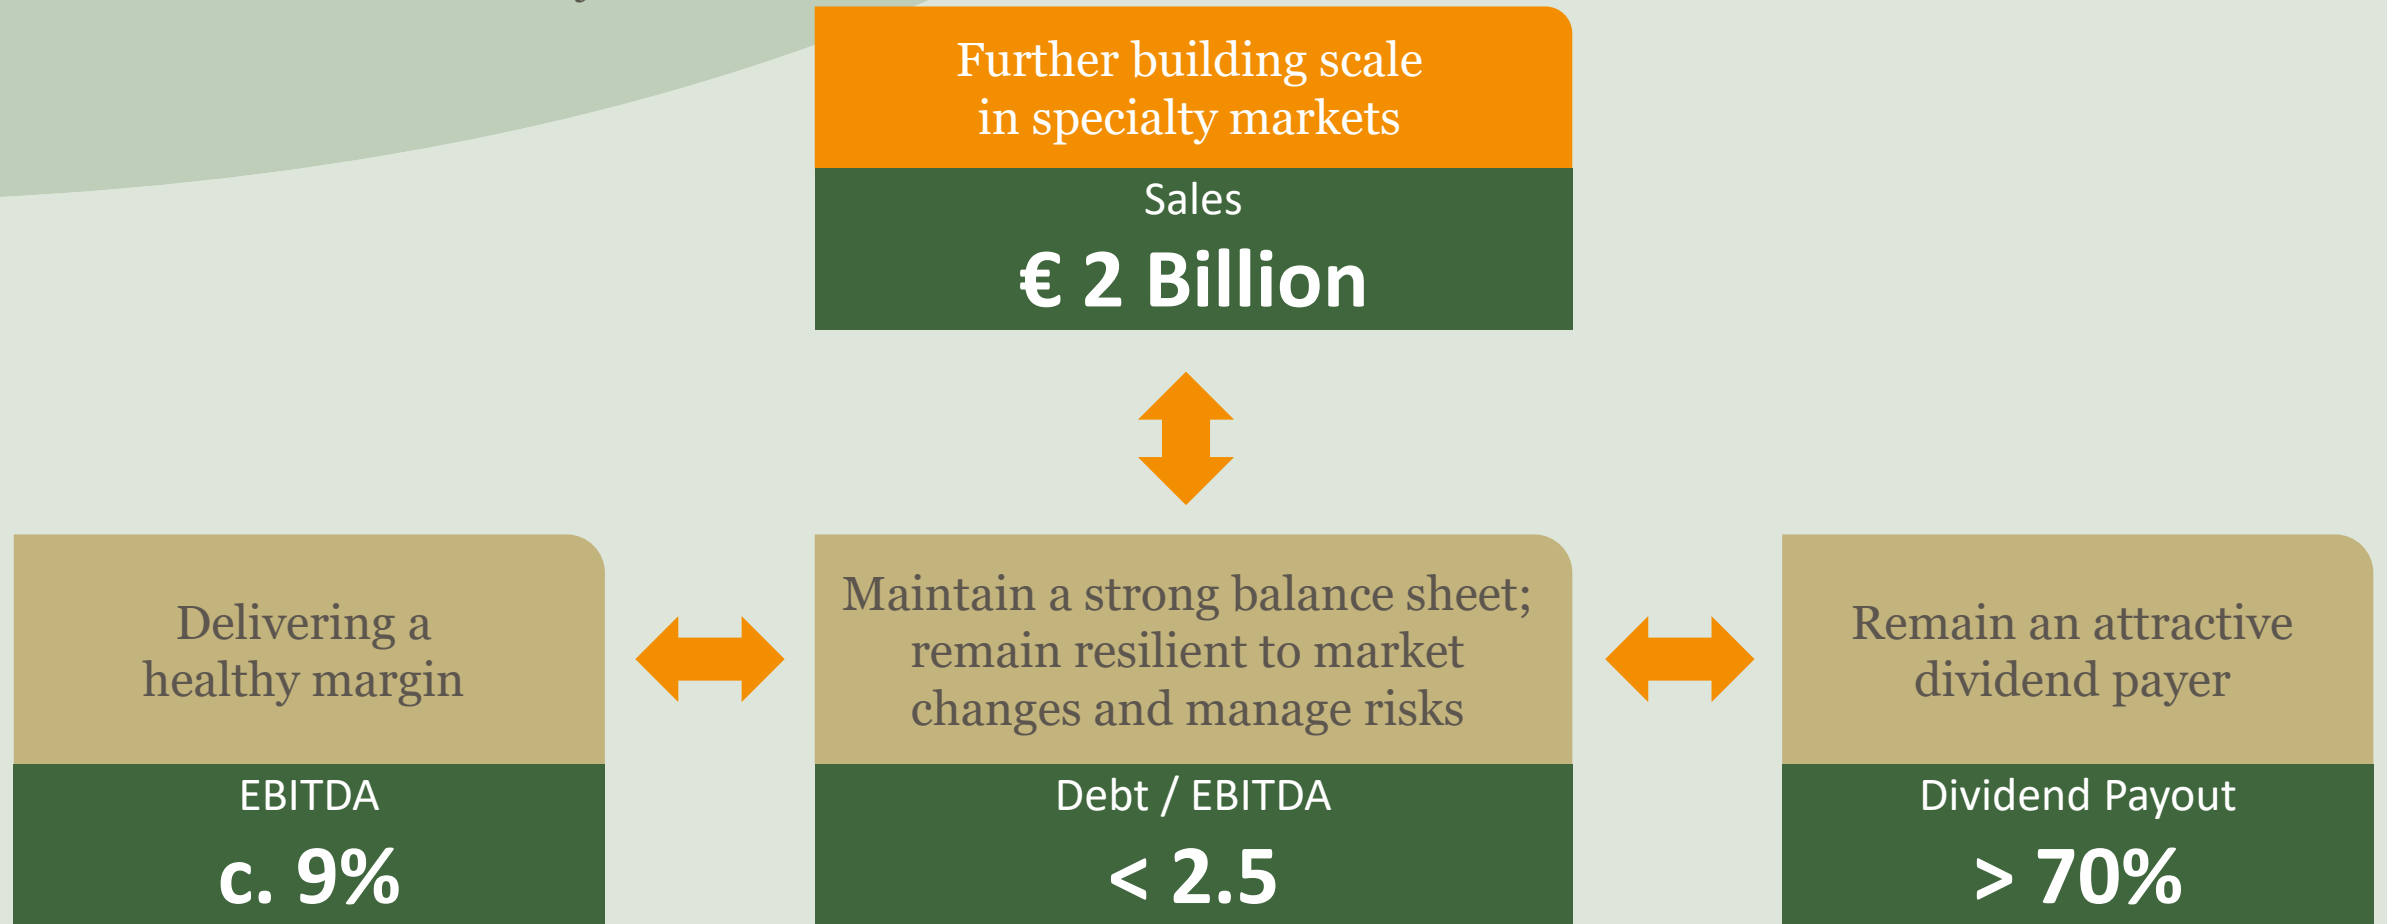 Further building scale
in specialty markets
Sales
€ 2 Billion
Delivering a
healthy margin
EBITDA
c. 9%
Maintain a strong balance sheet;
remain resilient to market
changes and manage risks
Debt / EBITDA
< 2.5
Remain an attractive
dividend payer
Dividend Payout
> 70%